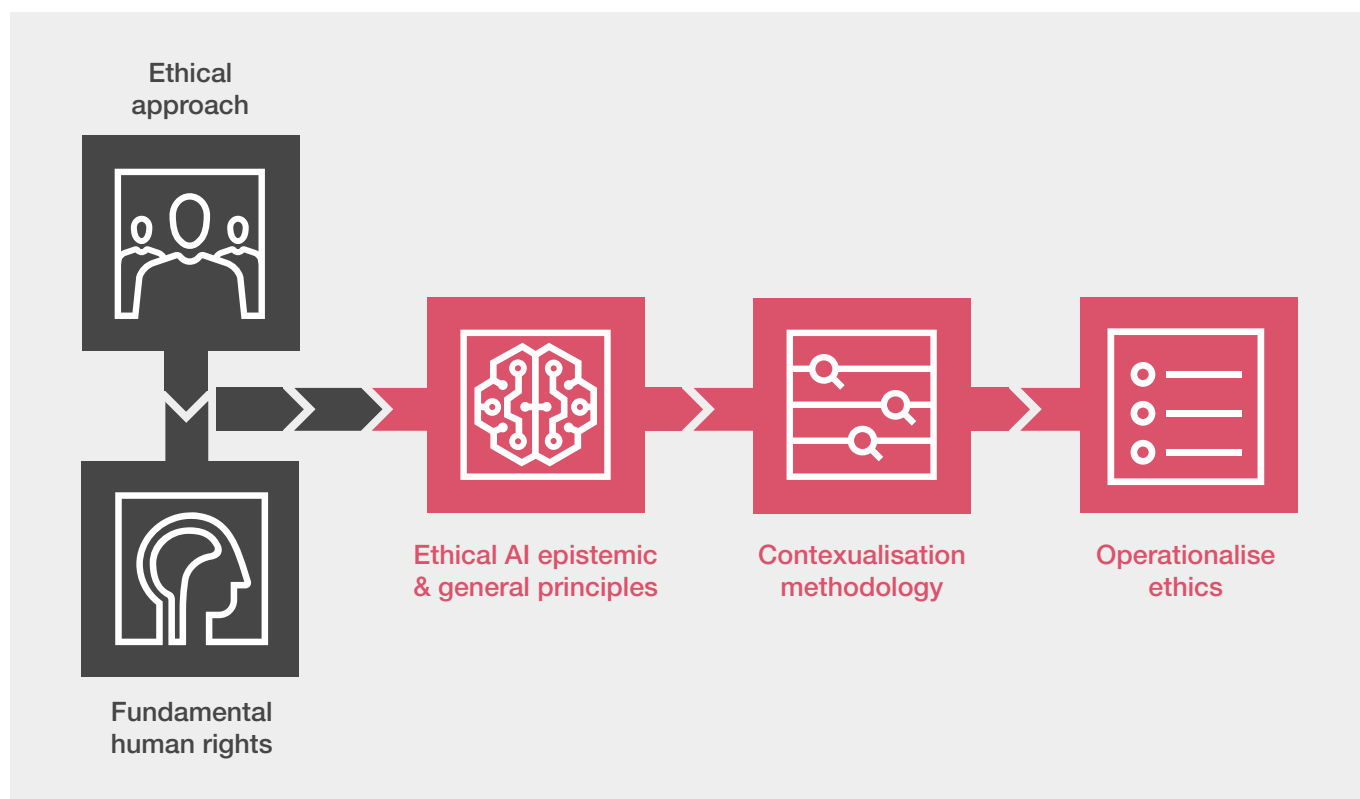 Ethical
approach
Fundamental
human rights
Ethical AI epistemic
& general principles
Contexualisation
methodology
Operationalise
ethics